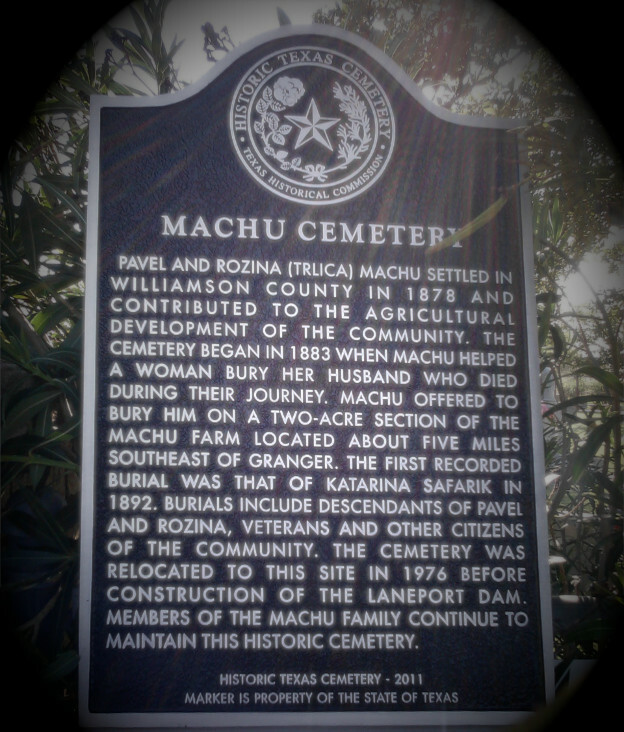 HISTORIC TEXAS CEMETERY
TEXAS HISTORICAL COMMISSION
MACHU CEMETERY
PAVEL AND ROZINA (TRLICA) MACHU SETTLED IN
WILLIAMSON COUNTY IN 1878 AND
CONTRIBUTED TO THE AGRICULTURAL
DEVELOPMENT OF THE COMMUNITY. THE
CEMETERY BEGAN IN 1883 WHEN MACHU HELPED
A WOMAN BURY HER HUSBAND WHO DIED
DURING THEIR JOURNEY. MACHU OFFERED TO
BURY HIM ON A TWO-ACRE SECTION OF THE
MACHU FARM LOCATED ABOUT FIVE MILES
SOUTHEAST OF GRANGER. THE FIRST RECORDED
BURIAL WAS THAT OF KATARINA SAFARIK IN
1892. BURIALS INCLUDE DESCENDANTS OF PAVEL
AND ROZINA, VETERANS AND OTHER CITIZENS
OF THE COMMUNITY. THE CEMETERY WAS
RELOCATED TO THIS SITE IN 1976 BEFORE
CONSTRUCTION OF THE LANEPORT DAM.
MEMBERS OF THE MACHU FAMILY CONTINUE TO
MAINTAIN THIS HISTORIC CEMETERY.
HISTORIC TEXAS CEMETERY - 2011
MARKER IS PROPERTY OF THE STATE OF TEXAS